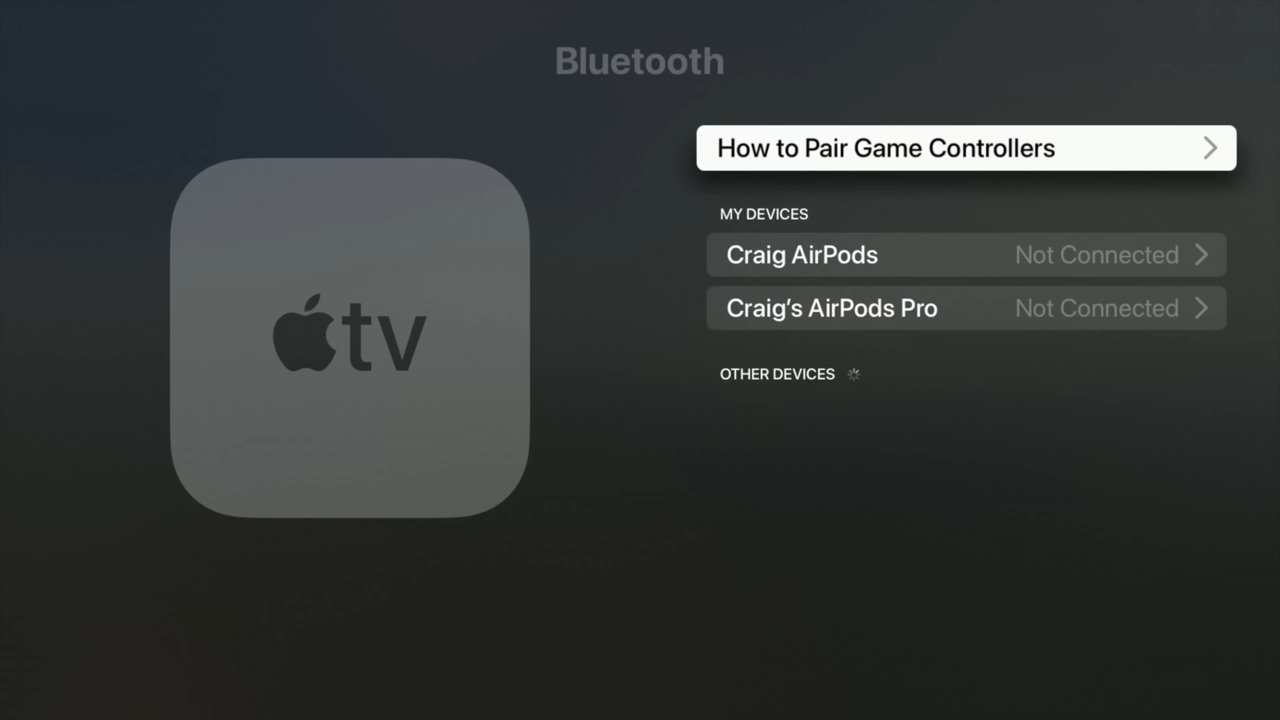 Bluetooth
How to Pair Game Controllers
MY DEVICES
Craig AirPods Not Connected
Craig’s AirPods Pro Not Connected
OTHER DEVICES
tv